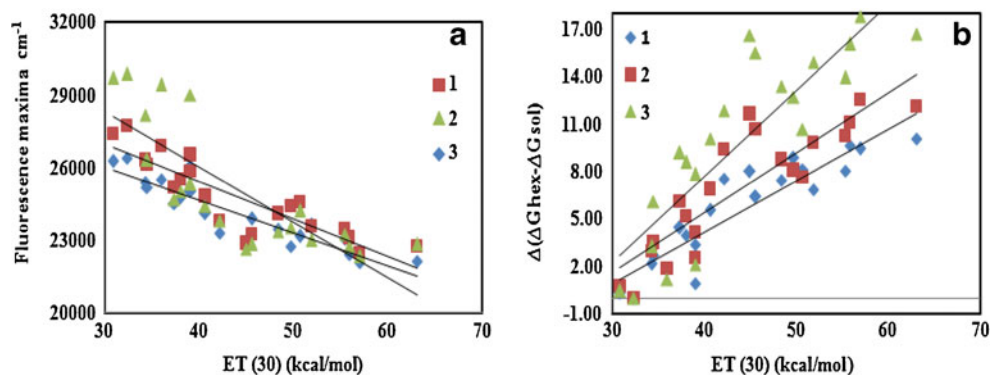 Fluorescence maxima cm⁻¹
32000
29000
26000
23000
20000
30 40 50 60 70
ET (30) (kcal/mol)
a
1
2
3
Δ(ΔGhex-ΔGsol)
17.00
14.00
11.00
8.00
5.00
2.00
-1.00
30 40 50 60 70
ET (30) (kcal/mol)
b
1
2
3